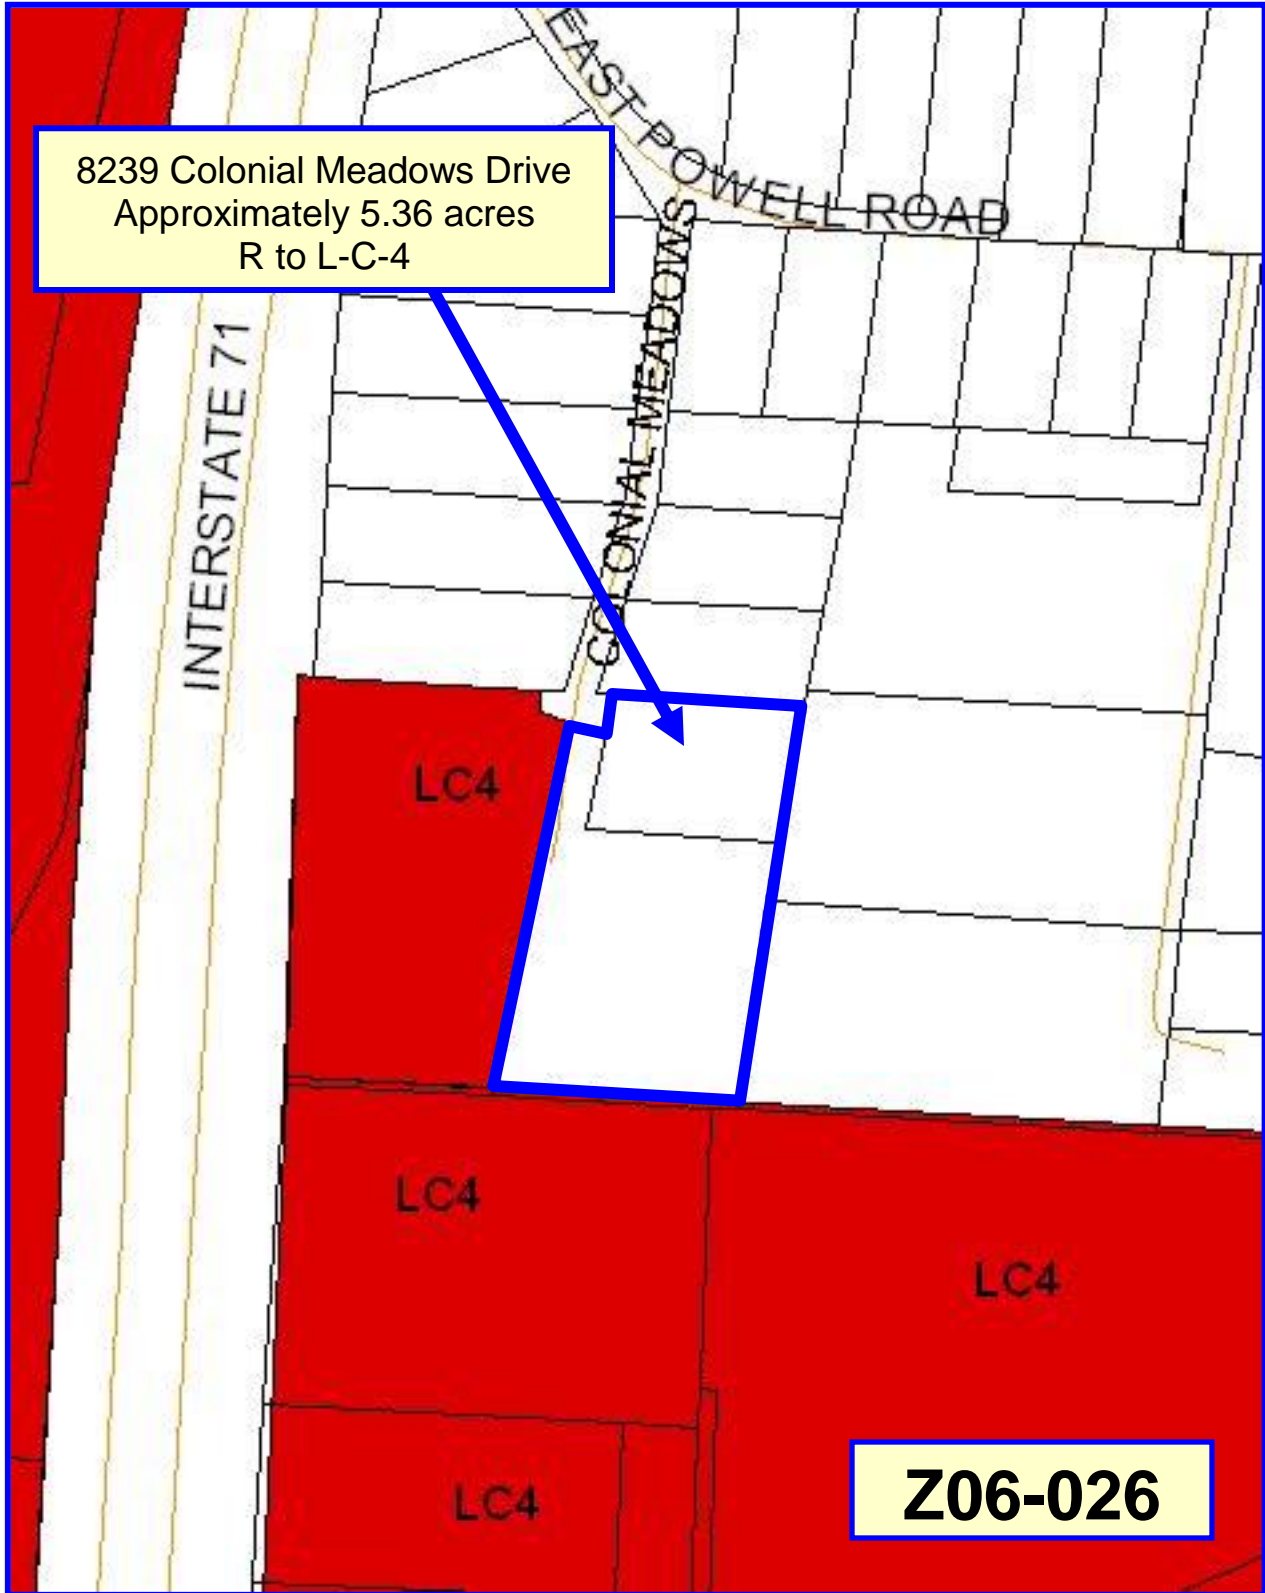 EAST POWELL ROAD
8239 Colonial Meadows Drive
Approximately 5.36 acres
R to L-C-4
COLONIAL MEADOWS
INTERSTATE 71
LC4
LC4
LC4
LC4
Z06-026